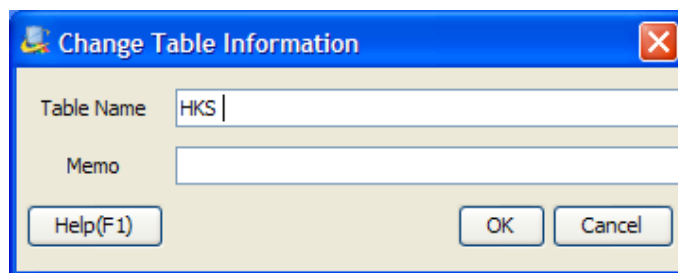 Change Table Information
Table Name HKS
Memo
Help(F1) OK Cancel